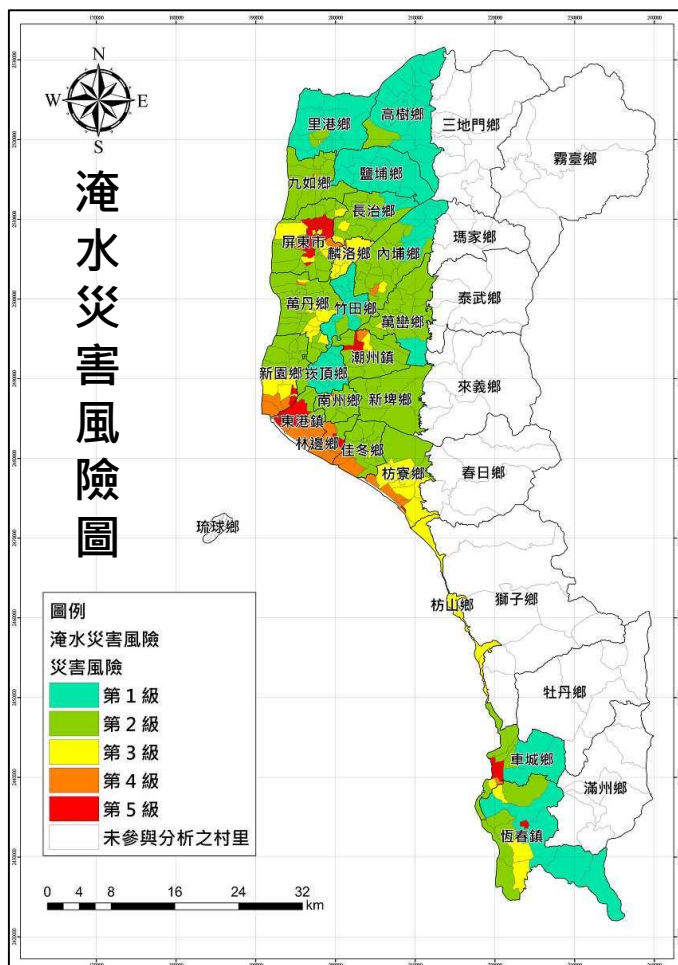 淹水災害風險圖
N
W
E
S
里港鄉
高樹鄉
三地門鄉
霧臺鄉
九如鄉
鹽埔鄉
長治鄉
屏東市
麟洛鄉
內埔鄉
瑪家鄉
萬丹鄉
竹田鄉
萬巒鄉
泰武鄉
潮州鎮
新園鄉
崁頂鄉
南州鄉
新埤鄉
來義鄉
東港鎮
林邊鄉
佳冬鄉
枋寮鄉
春日鄉
琉球鄉
枋山鄉
獅子鄉
牡丹鄉
車城鄉
滿州鄉
恆春鎮
圖例
淹水災害風險
災害風險
第 1 級
第 2 級
第 3 級
第 4 級
第 5 級
未參與分析之村里
0 4 8 16 24 32
km